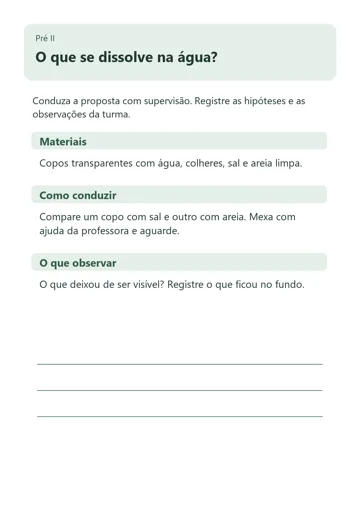 Pré II
O que se dissolve na água?
Conduza a proposta com supervisão. Registre as hipóteses e as
observações da turma.
Materiais
Copos transparentes com água, colheres, sal e areia limpa.
Como conduzir
Compare um copo com sal e outro com areia. Mexa com
ajuda da professora e aguarde.
O que observar
O que deixou de ser visível? Registre o que ficou no fundo.